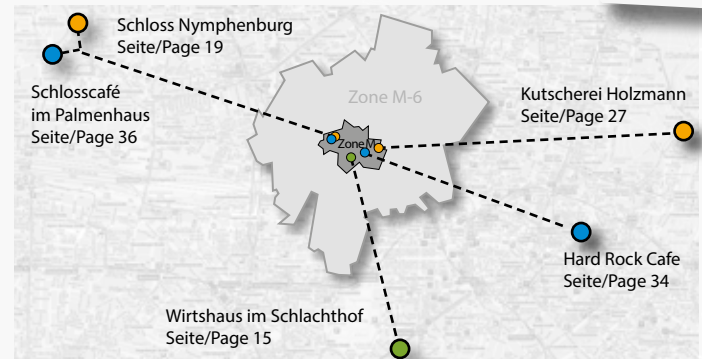 Schloss Nymphenburg
Seite/Page 19
Schlosscafé
im Palmenhaus
Seite/Page 36
Zone M-6
Zone M
Kutscherei Holzmann
Seite/Page 27
Hard Rock Cafe
Seite/Page 34
Wirtshaus im Schlachthof
Seite/Page 15